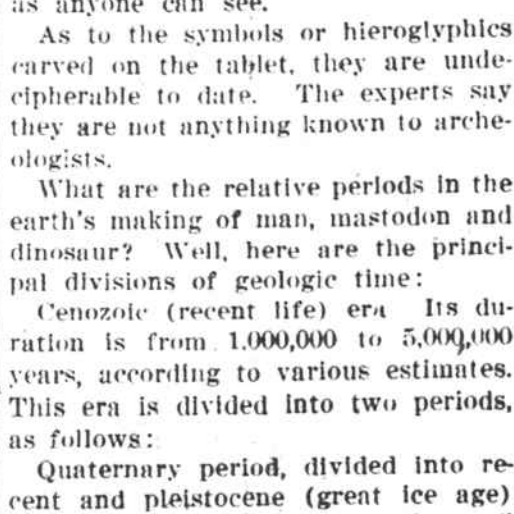 as anyone can see.
As to the symbols or hieroglyphics
carved on the tablet, they are unde-
cipherable to date. The experts say
they are not anything known to arche-
ologists.
What are the relative periods in the
earth's making of man, mastodon and
dinosaur? Well, here are the princi-
pal divisions of geologic time:
Cenozoic (recent life) era Its du-
ration is from 1,000,000 to 5,000,000
years, according to various estimates.
This era is divided into two periods,
as follows:
Quaternary period, divided into re-
cent and pleistocene (great ice age)